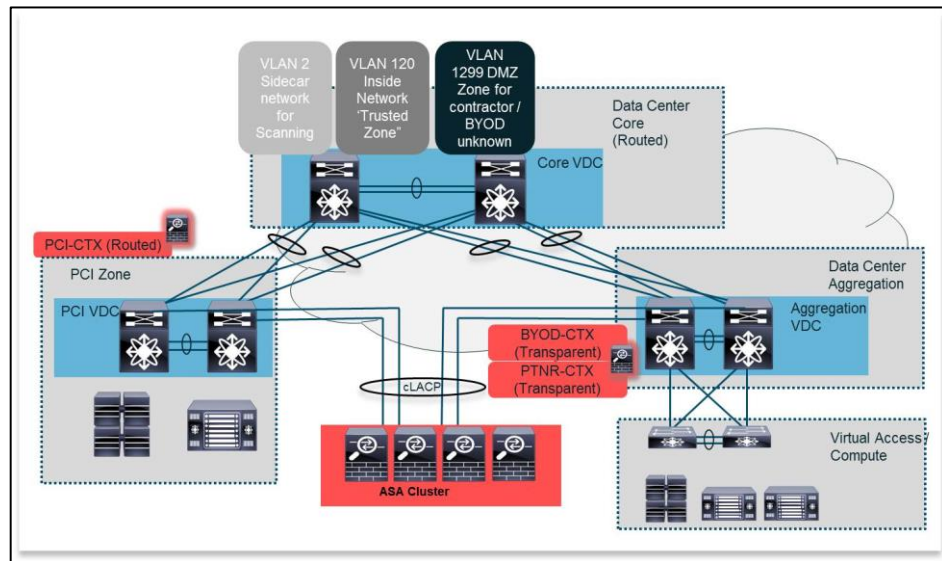 VLAN 2
Sidecar
network
for
Scanning
VLAN 120
Inside
Network
‘Trusted
Zone”
VLAN
1299 DMZ
Zone for
contractor /
BYOD
unknown
Data Center
Core
(Routed)
Core VDC
PCI-CTX (Routed)
PCI Zone
PCI VDC
Data Center
Aggregation
Aggregation
VDC
BYOD-CTX
(Transparent)
PTNR-CTX
(Transparent)
cLACP
ASA Cluster
Virtual Access /
Compute